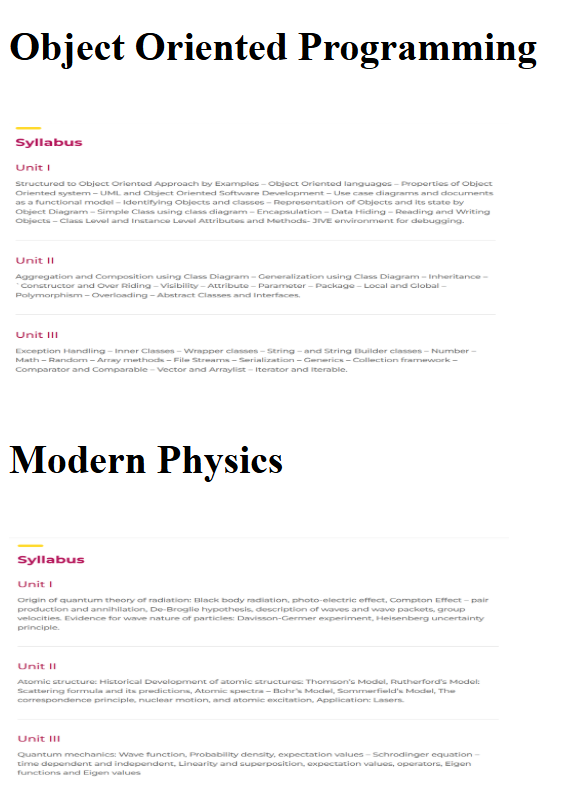 Object Oriented Programming
Syllabus
Unit I
Structured to Object Oriented Approach by Examples – Object Oriented languages – Properties of Object
Oriented system – UML and Object Oriented Software Development – Use case diagrams and documents
as a functional model – Identifying Objects and classes – Representation of Objects and its state by
Object Diagram – Simple Class using class diagram – Encapsulation – Data Hiding – Reading and Writing
Objects – Class Level and Instance Level Attributes and Methods- JIVE environment for debugging.
Unit II
Aggregation and Composition using Class Diagram – Generalization using Class Diagram – Inheritance –
`Constructor and Over Riding – Visibility – Attribute – Parameter – Package – Local and Global –
Polymorphism – Overloading – Abstract Classes and Interfaces.
Unit III
Exception Handling – Inner Classes – Wrapper classes – String – and String Builder classes – Number –
Math – Random – Array methods – File Streams – Serialization – Generics – Collection framework –
Comparator and Comparable – Vector and Arraylist – Iterator and Iterable.
Modern Physics
Syllabus
Unit I
Origin of quantum theory of radiation: Black body radiation, photo-electric effect, Compton Effect – pair
production and annihilation, De-Broglie hypothesis, description of waves and wave packets, group
velocities. Evidence for wave nature of particles: Davisson-Germer experiment, Heisenberg uncertainty
principle.
Unit II
Atomic structure: Historical Development of atomic structures: Thomson's Model, Rutherford's Model:
Scattering formula and its predictions, Atomic spectra – Bohr's Model, Sommerfield's Model, The
correspondence principle, nuclear motion, and atomic excitation, Application: Lasers.
Unit III
Quantum mechanics: Wave function, Probability density, expectation values – Schrodinger equation –
time dependent and independent, Linearity and superposition, expectation values, operators, Eigen
functions and Eigen values